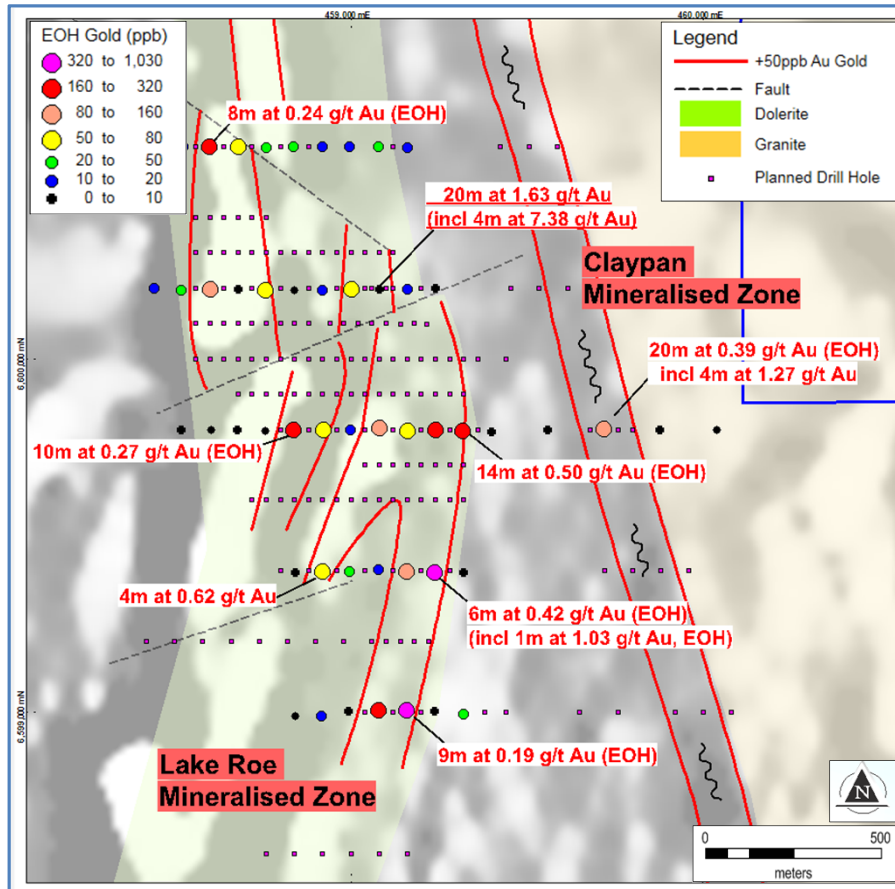 459,000 mE
460,000 mE
EOH Gold (ppb)
320 to 1,030
160 to 320
80 to 160
50 to 80
20 to 50
10 to 20
0 to 10
Legend
+50ppb Au Gold
Fault
Dolerite
Granite
Planned Drill Hole
8m at 0.24 g/t Au (EOH)
20m at 1.63 g/t Au
(incl 4m at 7.38 g/t Au)
Claypan
Mineralised Zone
6,600,000 mN
20m at 0.39 g/t Au (EOH)
incl 4m at 1.27 g/t Au
10m at 0.27 g/t Au (EOH)
14m at 0.50 g/t Au (EOH)
4m at 0.62 g/t Au
6m at 0.42 g/t Au (EOH)
(incl 1m at 1.03 g/t Au, EOH)
6,599,000 mN
9m at 0.19 g/t Au (EOH)
Lake Roe
Mineralised Zone
N
0 500
meters